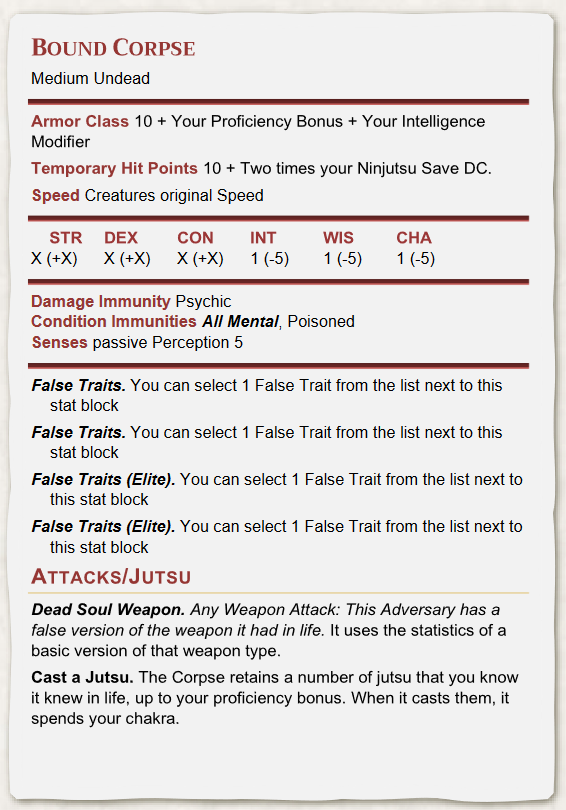 Bound Corpse
Medium Undead
Armor Class 10 + Your Proficiency Bonus + Your Intelligence
Modifier
Temporary Hit Points 10 + Two times your Ninjutsu Save DC.
Speed Creatures original Speed
STR DEX CON INT WIS CHA
X (+X) X (+X) X (+X) 1 (-5) 1 (-5) 1 (-5)
Damage Immunity Psychic
Condition Immunities All Mental, Poisoned
Senses passive Perception 5
False Traits. You can select 1 False Trait from the list next to this
stat block
False Traits. You can select 1 False Trait from the list next to this
stat block
False Traits (Elite). You can select 1 False Trait from the list next to
this stat block
False Traits (Elite). You can select 1 False Trait from the list next to
this stat block
Attacks/Jutsu
Dead Soul Weapon. Any Weapon Attack: This Adversary has a
false version of the weapon it had in life. It uses the statistics of a
basic version of that weapon type.
Cast a Jutsu. The Corpse retains a number of jutsu that you know
it knew in life, up to your proficiency bonus. When it casts them, it
spends your chakra.